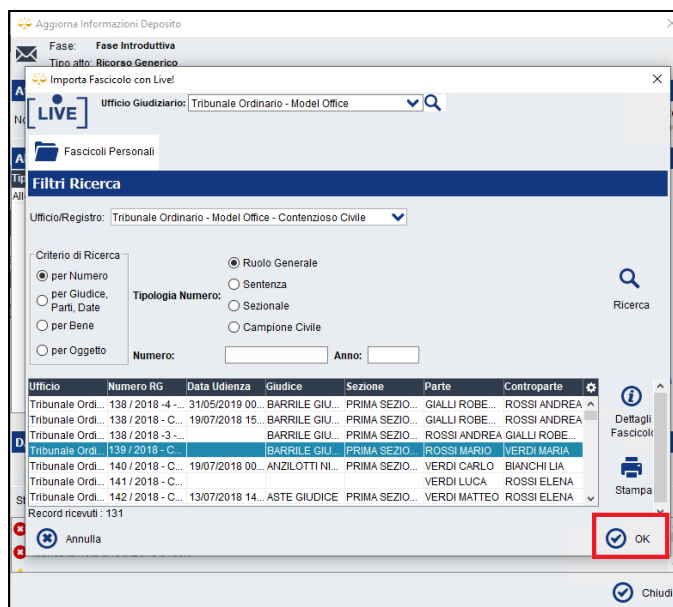 Aggiorna Informazioni Deposito
Fase: Fase Introduttiva
Tipo atto: Ricorso Generico
Importa Fascicolo con Live!
LIVE
Ufficio Giudiziario: Tribunale Ordinario - Model Office
Fascicoli Personali
Filtri Ricerca
Ufficio/Registro: Tribunale Ordinario - Model Office - Contenzioso Civile
Criterio di Ricerca
per Numero
per Giudice, Parti, Date
per Bene
per Oggetto
Tipologia Numero:
Ruolo Generale
Sentenza
Sezionale
Campione Civile
Numero: Anno:
Ricerca
Ufficio Numero RG Data Udienza Giudice Sezione Parte Controparte
Tribunale Ordi... 138 / 2018 -4 -... 31/05/2019 00... BARRILE GIU... PRIMA SEZIO... GIALLI ROBE... ROSSI ANDREA
Tribunale Ordi... 138 / 2018 - C... 19/07/2018 15... BARRILE GIU... PRIMA SEZIO... GIALLI ROBE... ROSSI ANDREA
Tribunale Ordi... 138 / 2018 -3 -... BARRILE GIU... PRIMA SEZIO... ROSSI ANDREA GIALLI ROBE...
Tribunale Ordi... 139 / 2018 - C... BARRILE GIU... PRIMA SEZIO... ROSSI MARIO VERDI MARIA
Tribunale Ordi... 140 / 2018 - C... 19/07/2018 00... ANZILOTTI NI... PRIMA SEZIO... VERDI CARLO BIANCHI LIA
Tribunale Ordi... 141 / 2018 - C... VERDI LUCA ROSSI ELENA
Tribunale Ordi... 142 / 2018 - C... 13/07/2018 14... ASTE GIUDICE PRIMA SEZIO... VERDI MATTEO ROSSI ELENA
Dettagli
Fascicolo
Stampa
Record ricevuti : 131
Annulla
OK
Chiudi